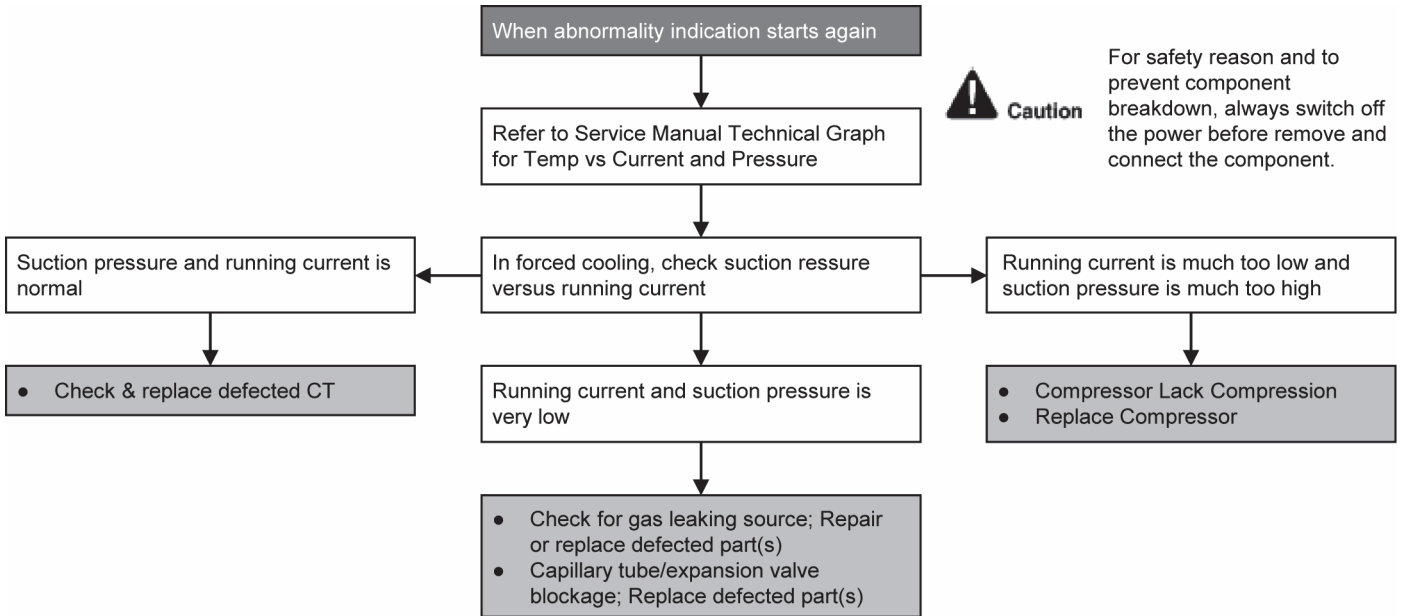 When abnormality indication starts again
Caution
For safety reason and to
prevent component
breakdown, always switch off
the power before remove and
connect the component.
Refer to Service Manual Technical Graph
for Temp vs Current and Pressure
Suction pressure and running current is
normal
In forced cooling, check suction ressure
versus running current
Running current is much too low and
suction pressure is much too high
● Check & replace defected CT
Running current and suction pressure is
very low
● Compressor Lack Compression
● Replace Compressor
● Check for gas leaking source; Repair
or replace defected part(s)
● Capillary tube/expansion valve
blockage; Replace defected part(s)